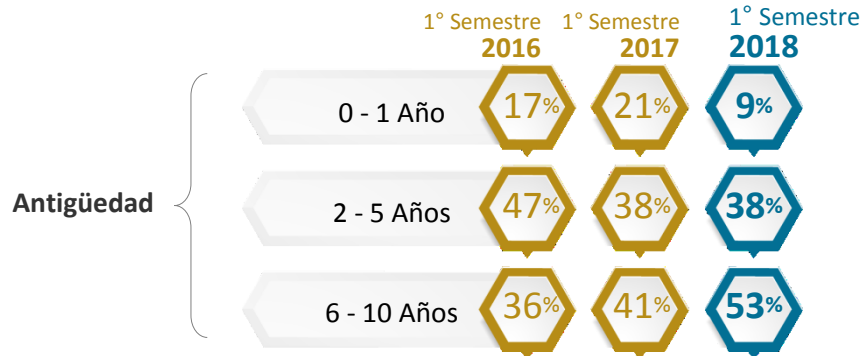 1° Semestre 1° Semestre 1° Semestre
2016 2017 2018
0 - 1 Año 17% 21% 9%
Antigüedad
2 - 5 Años 47% 38% 38%
6 - 10 Años 36% 41% 53%